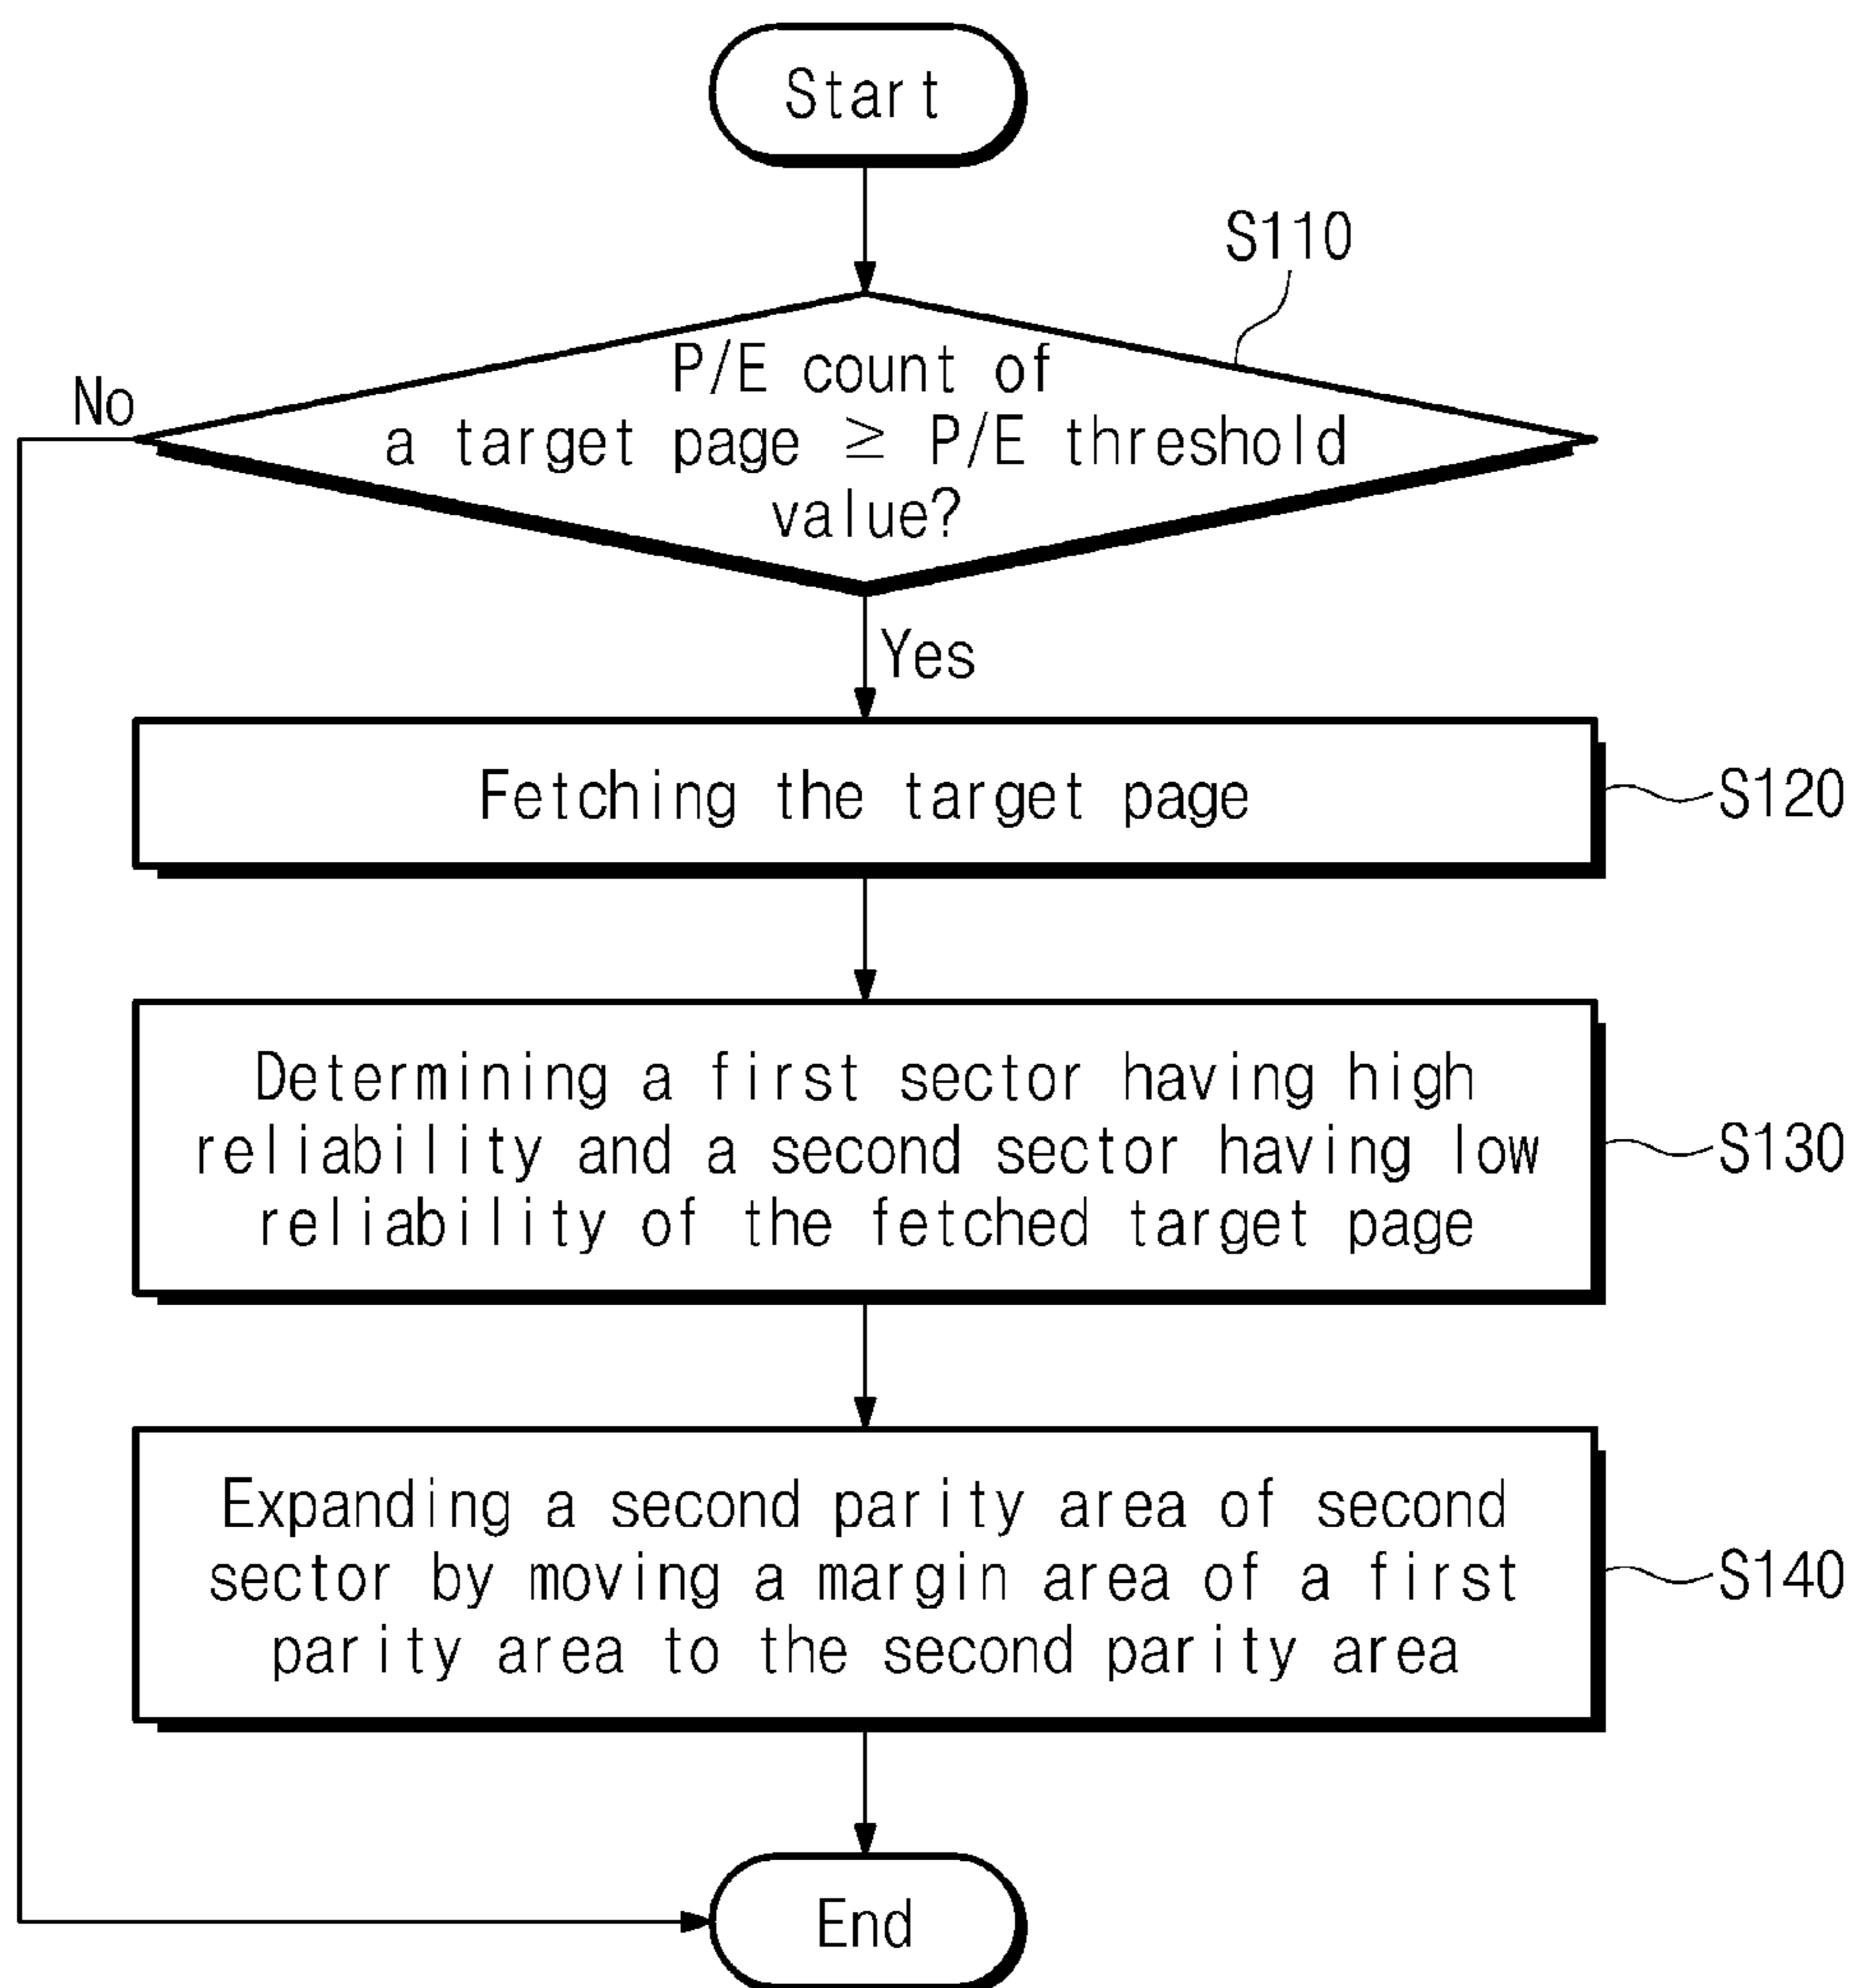 Start
S110
P/E count of
a target page ≥ P/E threshold
value?
No
Yes
Fetching the target page
S120
Determining a first sector having high
reliability and a second sector having low
reliability of the fetched target page
S130
Expanding a second parity area of second
sector by moving a margin area of a first
parity area to the second parity area
S140
End